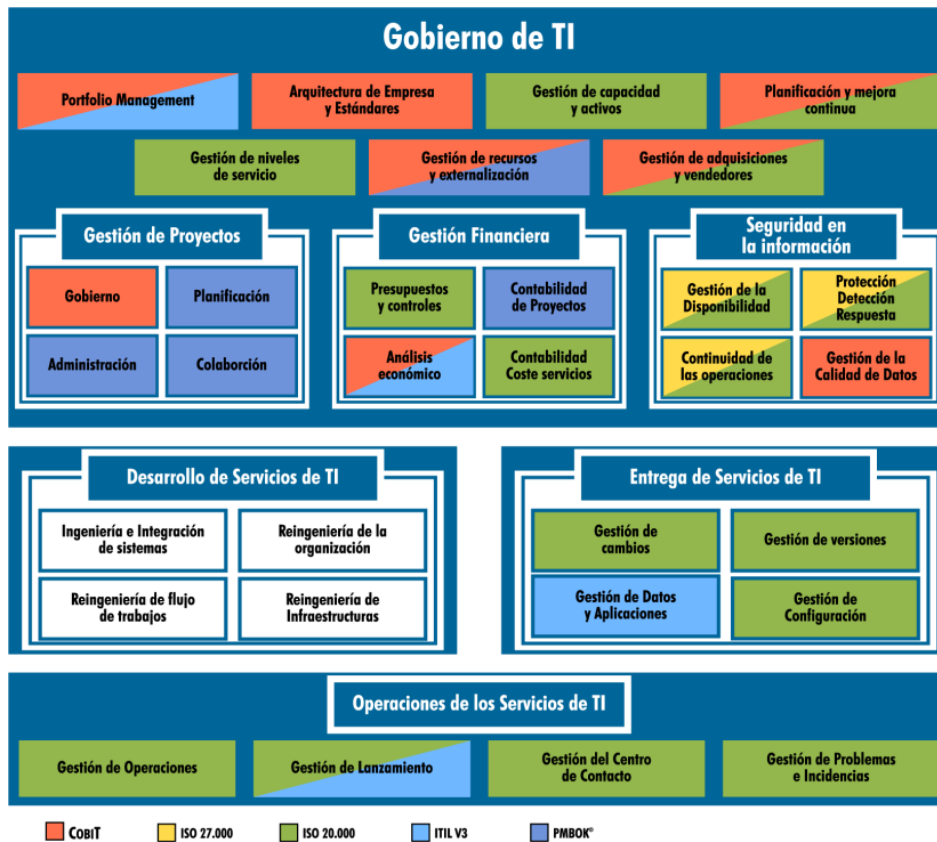 Gobierno de TI
Portfolio Management
Arquitectura de Empresa
y Estándares
Gestión de capacidad
y activos
Planificación y mejora
continua
Gestión de niveles
de servicio
Gestión de recursos
y externalización
Gestión de adquisiciones
y vendedores
Gestión de Proyectos
Gobierno
Planificación
Administración
Colaborción
Gestión Financiera
Presupuestos
y controles
Contabilidad
de Proyectos
Análisis
económico
Contabilidad
Coste servicios
Seguridad en
la información
Gestión de la
Disponibilidad
Protección
Detección
Respuesta
Continuidad de
las operaciones
Gestión de la
Calidad de Datos
Desarrollo de Servicios de TI
Ingeniería e Integración
de sistemas
Reingeniería de la
organización
Reingeniería de flujo
de trabajos
Reingeniería de
Infraestructuras
Entrega de Servicios de TI
Gestión de
cambios
Gestión de versiones
Gestión de Datos
y Aplicaciones
Gestión de
Configuración
Operaciones de los Servicios de TI
Gestión de Operaciones
Gestión de Lanzamiento
Gestión del Centro
de Contacto
Gestión de Problemas
e Incidencias
COBIT
ISO 27.000
ISO 20.000
ITIL V3
PMBOK®